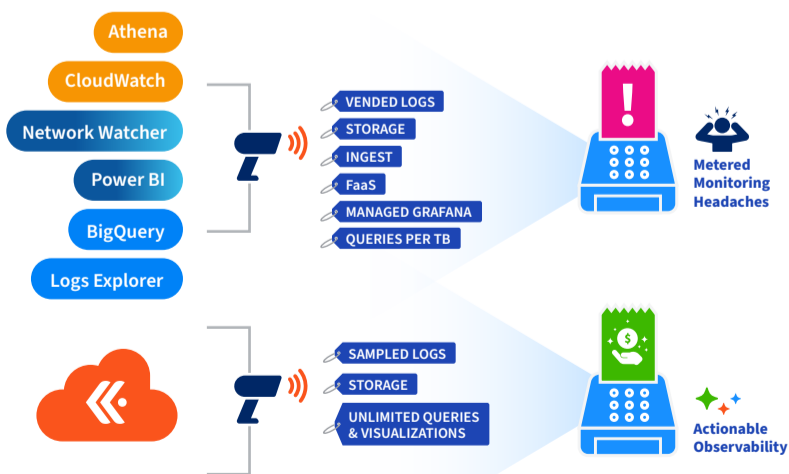 Athena
CloudWatch
Network Watcher
Power BI
BigQuery
Logs Explorer
VENDED LOGS
STORAGE
INGEST
FaaS
MANAGED GRAFANA
QUERIES PER TB
!
Metered
Monitoring
Headaches
SAMPLED LOGS
STORAGE
UNLIMITED QUERIES
& VISUALIZATIONS
$
Actionable
Observability